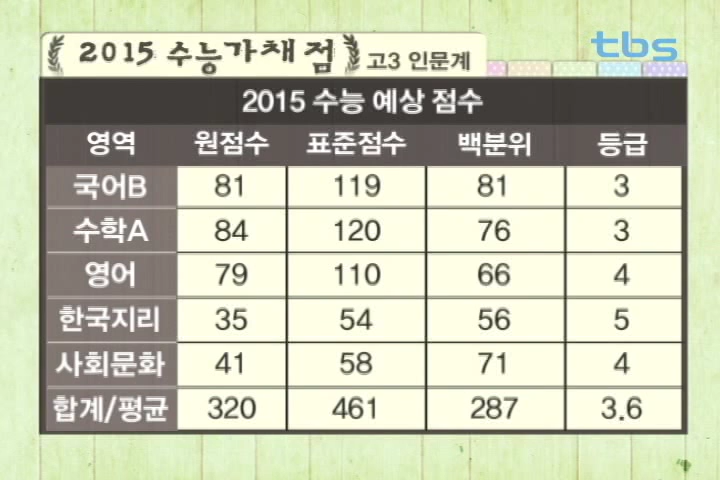 2015 수능가채점 고3 인문계
tbs
2015 수능 예상 점수
영역 원점수 표준점수 백분위 등급
국어B 81 119 81 3
수학A 84 120 76 3
영어 79 110 66 4
한국지리 35 54 56 5
사회문화 41 58 71 4
합계/평균 320 461 287 3.6